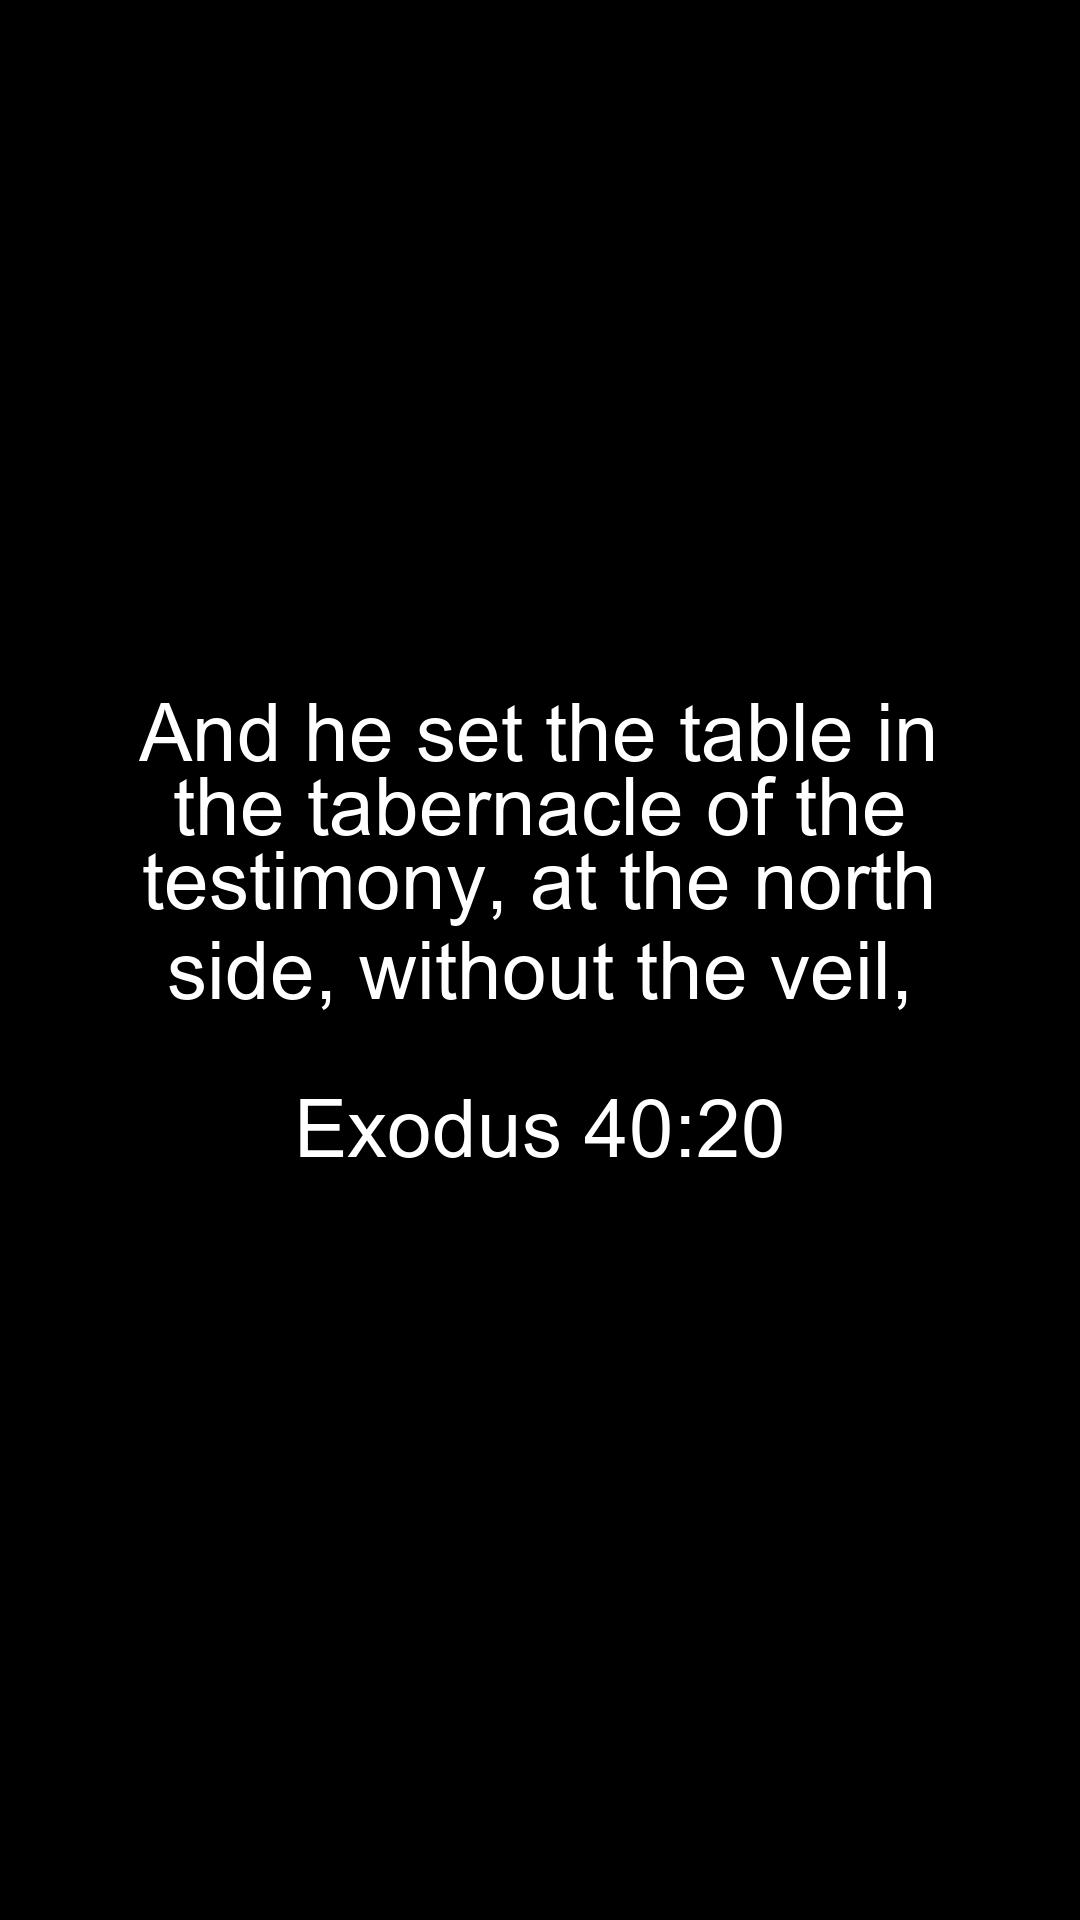 And he set the table in
the tabernacle of the
testimony, at the north
side, without the veil,
Exodus 40:20